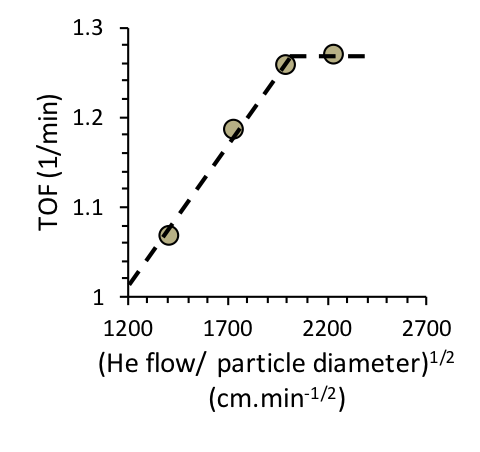 1.3
1.2
1.1
1
TOF (1/min)
1200 1700 2200 2700
(He flow/ particle diameter)^1/2
(cm.min^-1/2)